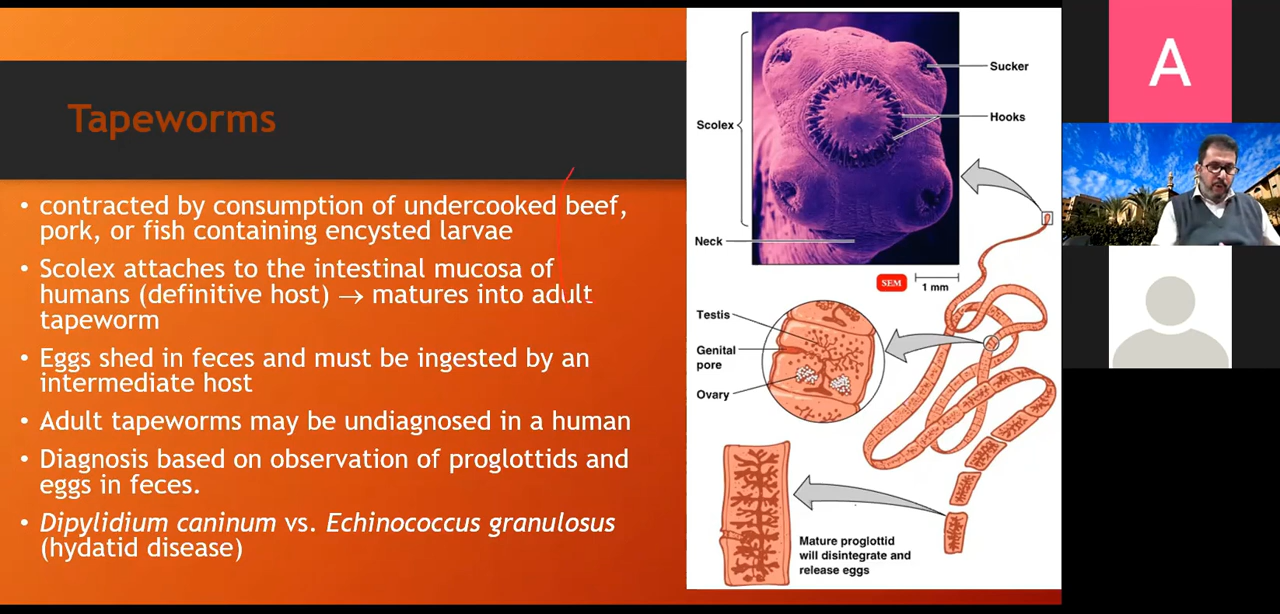 Tapeworms
• contracted by consumption of undercooked beef,
pork, or fish containing encysted larvae
• Scolex attaches to the intestinal mucosa of
humans (definitive host) → matures into adult
tapeworm
• Eggs shed in feces and must be ingested by an
intermediate host
• Adult tapeworms may be undiagnosed in a human
• Diagnosis based on observation of proglottids and
eggs in feces.
• Dipylidium caninum vs. Echinococcus granulosus
(hydatid disease)
Sucker
Hooks
Scolex
Neck
SEM
1 mm
Testis
Genital
pore
Ovary
Mature proglottid
will disintegrate and
release eggs
A